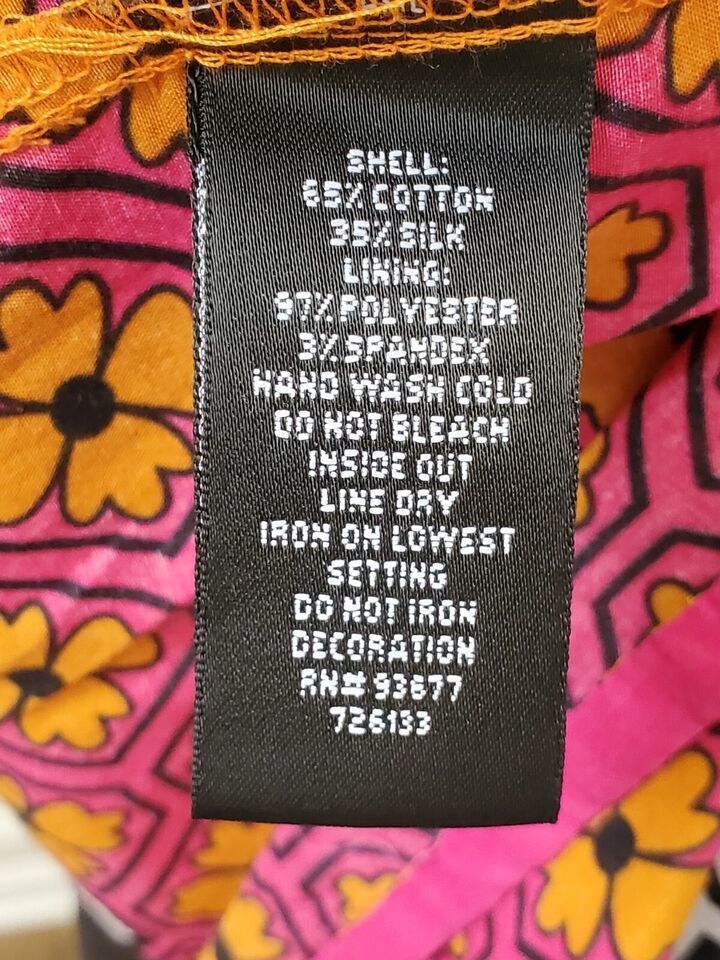 SHELL:
65% COTTON
35% SILK
LINING:
97% POLYESTER
3% SPANDEX
HAND WASH COLD
DO NOT BLEACH
INSIDE OUT
LINE DRY
IRON ON LOWEST
SETTING
DO NOT IRON
DECORATION
RN# 93677
726133